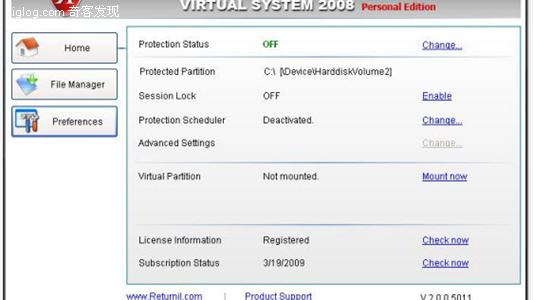 iglog.com 奇客发现
VIRTUAL SYSTEM 2008 Personal Edition
Home
File Manager
Preferences
Protection Status OFF Change...
Protected Partition C:\ [\Device\HarddiskVolume2]
Session Lock OFF Enable
Protection Scheduler Deactivated. Change...
Advanced Settings Change...
Virtual Partition Not mounted. Mount now
License Information Registered Check now
Subscription Status 3/19/2009 Check now
www.Returnil.com | Product Support V 2.0.0.5011